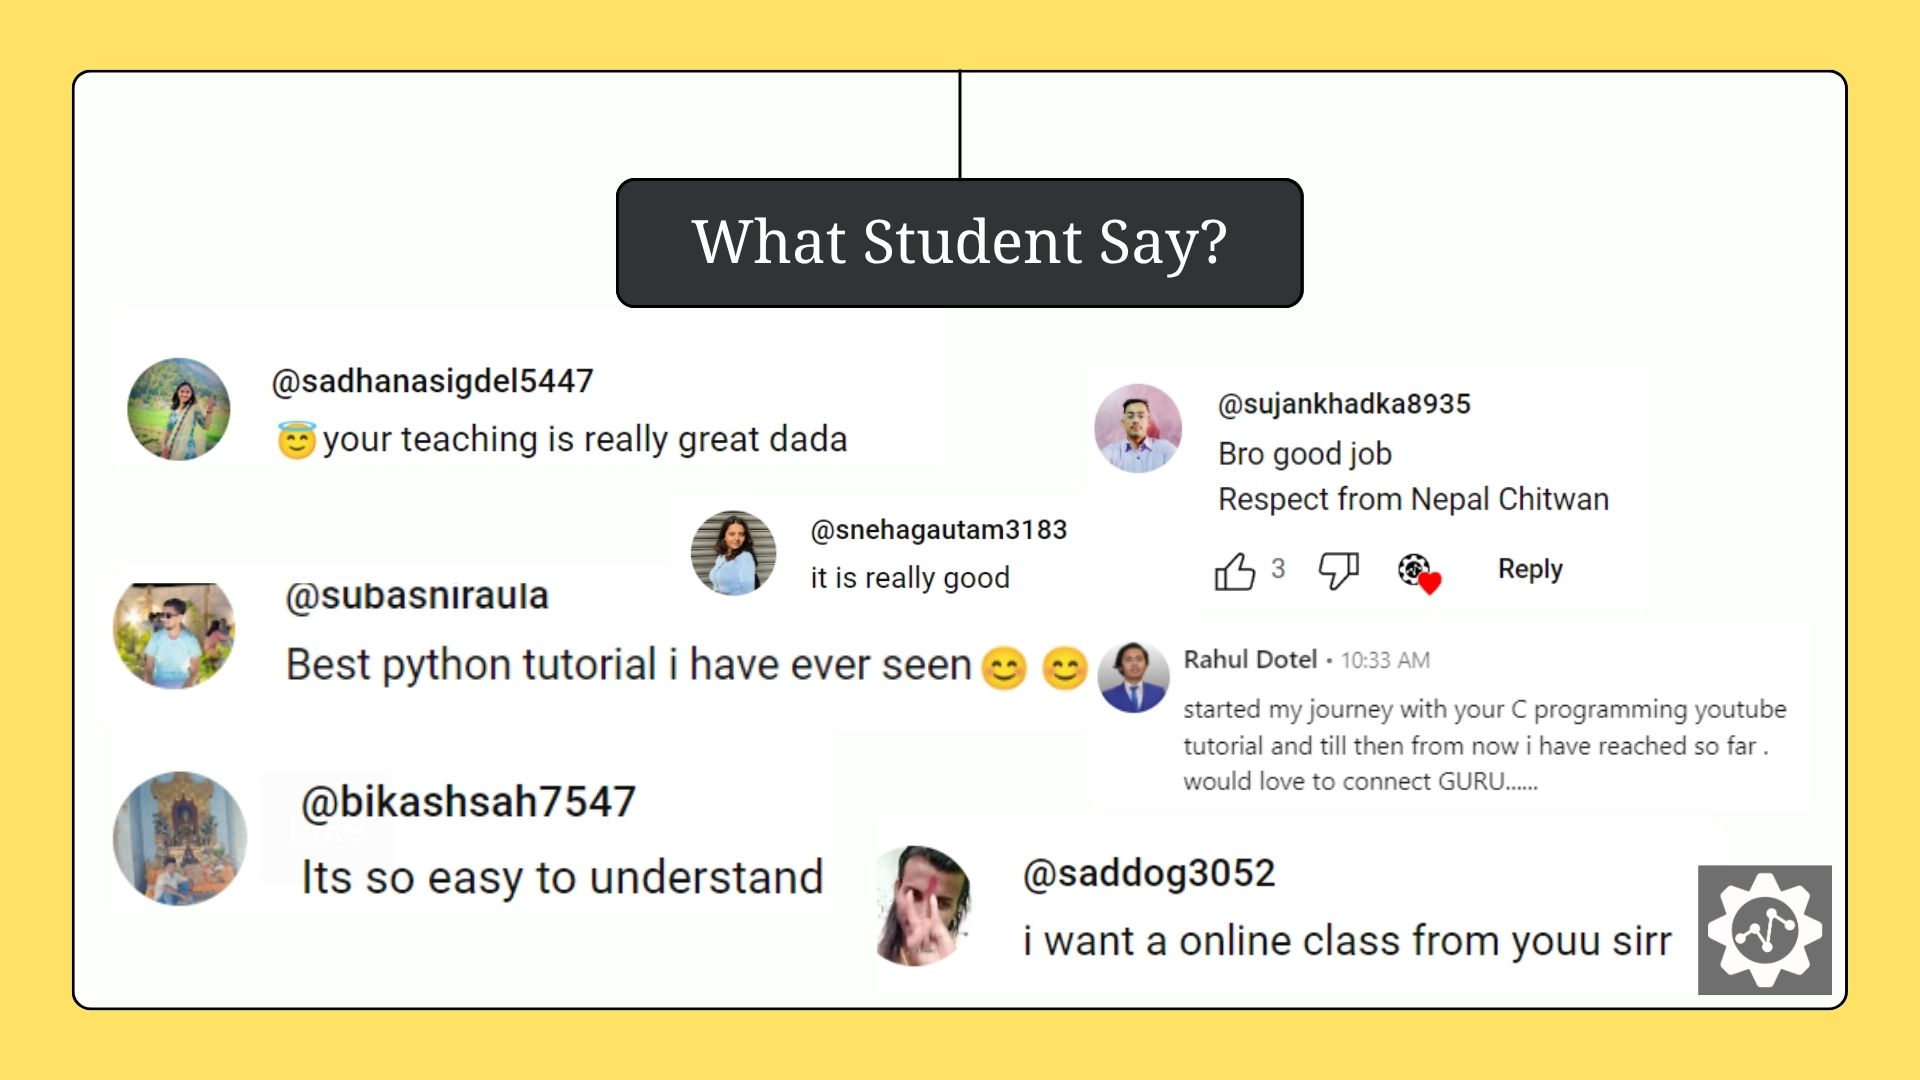 What Student Say?
@sadhanasigdel5447
😇your teaching is really great dada
@sujankhadka8935
Bro good job
Respect from Nepal Chitwan
3 Reply
@snehagautam3183
it is really good
@subasniraula
Best python tutorial i have ever seen😊 😊
Rahul Dotel • 10:33 AM
started my journey with your C programming youtube
tutorial and till then from now i have reached so far .
would love to connect GURU......
@bikashsah7547
Its so easy to understand
@saddog3052
i want a online class from youu sirr